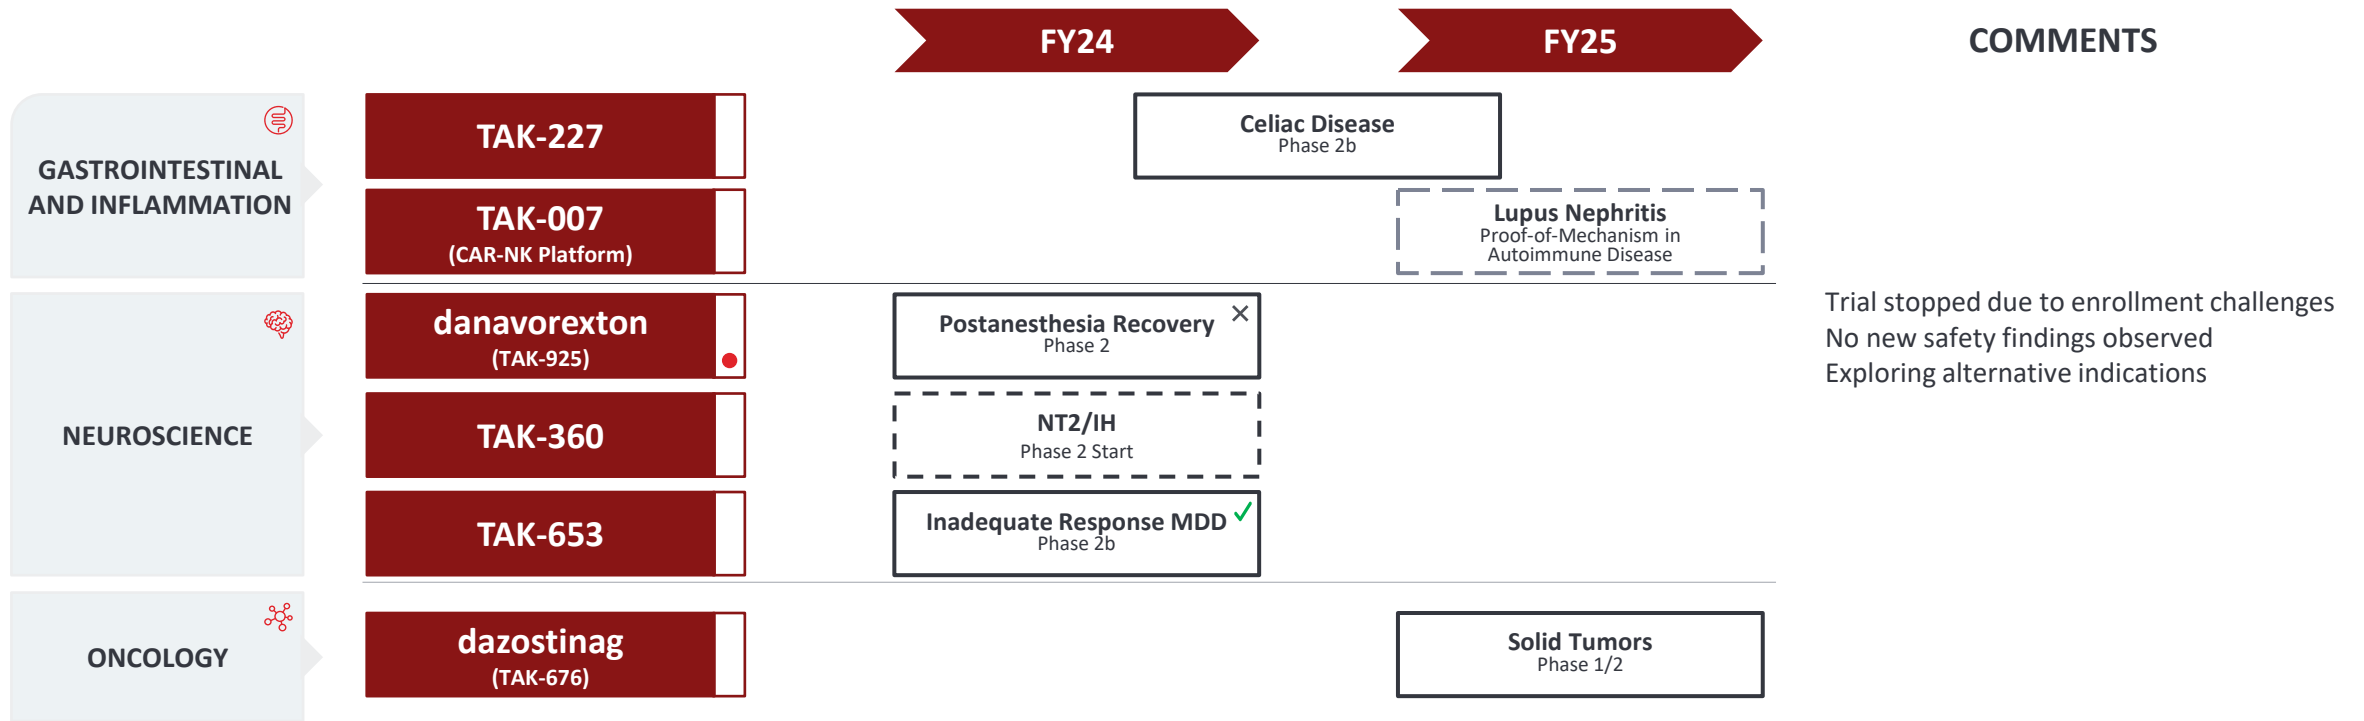 FY24
FY25
COMMENTS
GASTROINTESTINAL
AND INFLAMMATION
TAK-227
Celiac Disease
Phase 2b
TAK-007
(CAR-NK Platform)
Lupus Nephritis
Proof-of-Mechanism in
Autoimmune Disease
NEUROSCIENCE
danavorexton
(TAK-925)
Postanesthesia Recovery
Phase 2
Trial stopped due to enrollment challenges
No new safety findings observed
Exploring alternative indications
TAK-360
NT2/IH
Phase 2 Start
TAK-653
Inadequate Response MDD
Phase 2b
ONCOLOGY
dazostinag
(TAK-676)
Solid Tumors
Phase 1/2